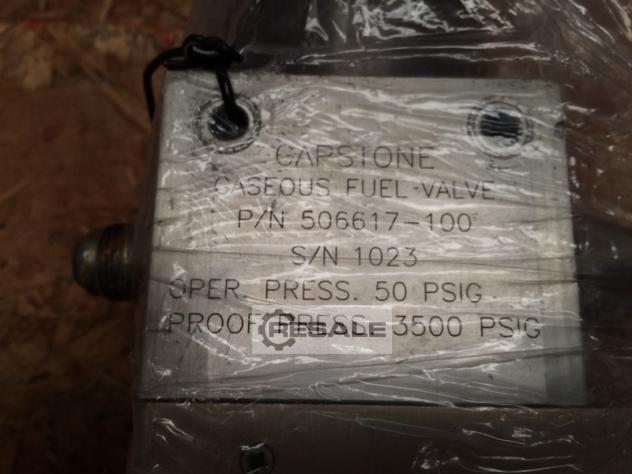 CAPSTONE
GASEOUS FUEL VALVE
P/N 506617-100
S/N 1023
OPER. PRESS. 50 PSIG
PROOF PRESS. 3500 PSIG
RESALE